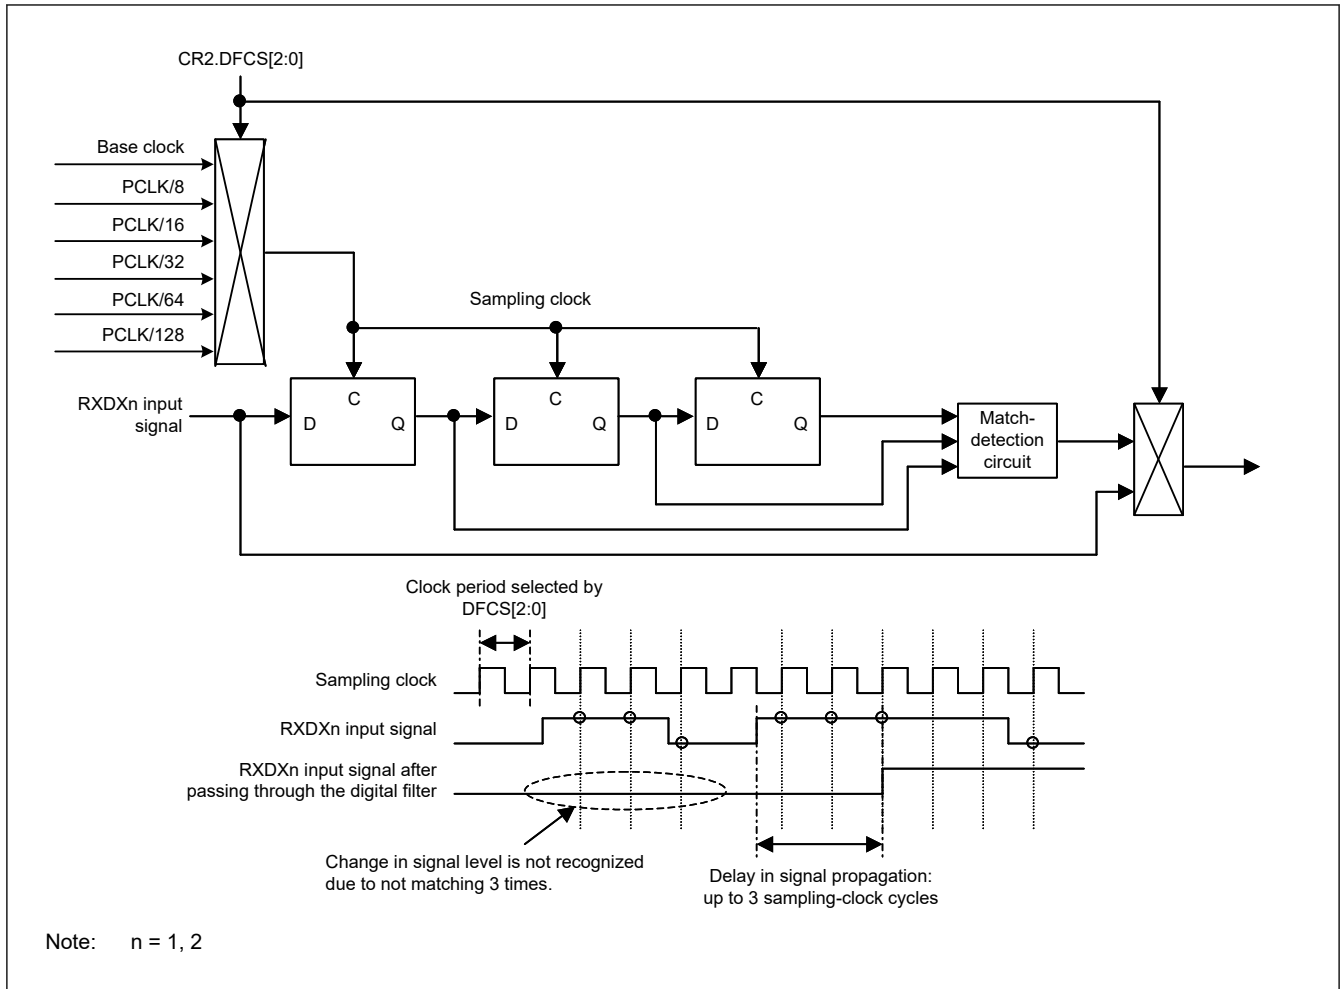 CR2.DFCS[2:0]
Base clock
PCLK/8
PCLK/16
PCLK/32
PCLK/64
PCLK/128
Sampling clock
RXDXn input
signal
C
D
Q
C
D
Q
C
D
Q
Match-
detection
circuit
Clock period selected by
DFCS[2:0]
Sampling clock
RXDXn input signal
RXDXn input signal after
passing through the digital filter
Change in signal level is not recognized
due to not matching 3 times.
Delay in signal propagation:
up to 3 sampling-clock cycles
Note: n = 1, 2